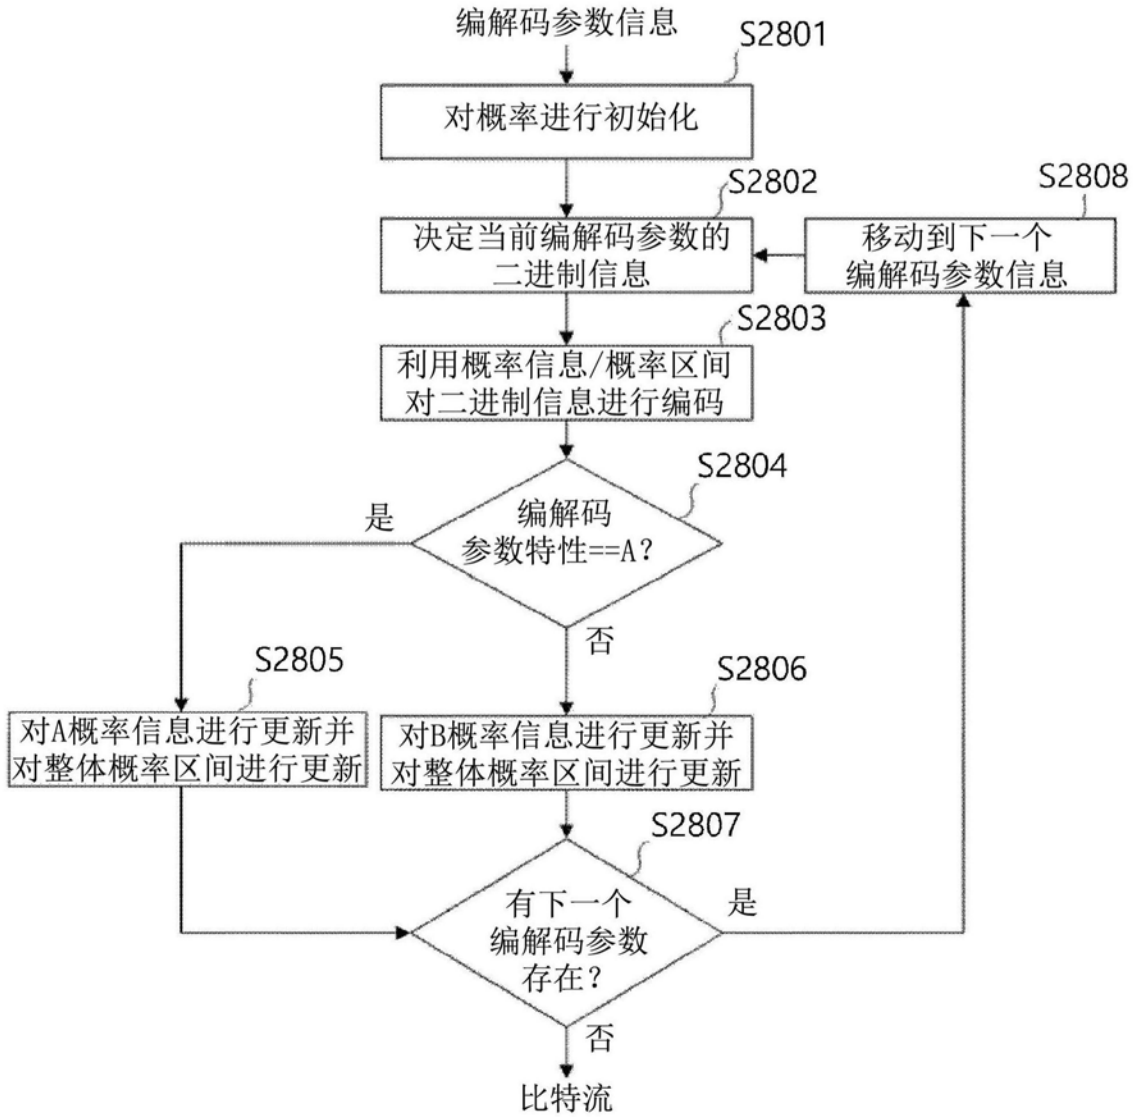 编解码参数信息
S2801
对概率进行初始化
S2802
S2808
决定当前编解码参数的
二进制信息
移动到下一个
编解码参数信息
S2803
利用概率信息/概率区间
对二进制信息进行编码
S2804
是
编解码
参数特性==A?
否
S2805
S2806
对A概率信息进行更新并
对整体概率区间进行更新
对B概率信息进行更新并
对整体概率区间进行更新
S2807
有下一个
编解码参数
存在?
是
否
比特流